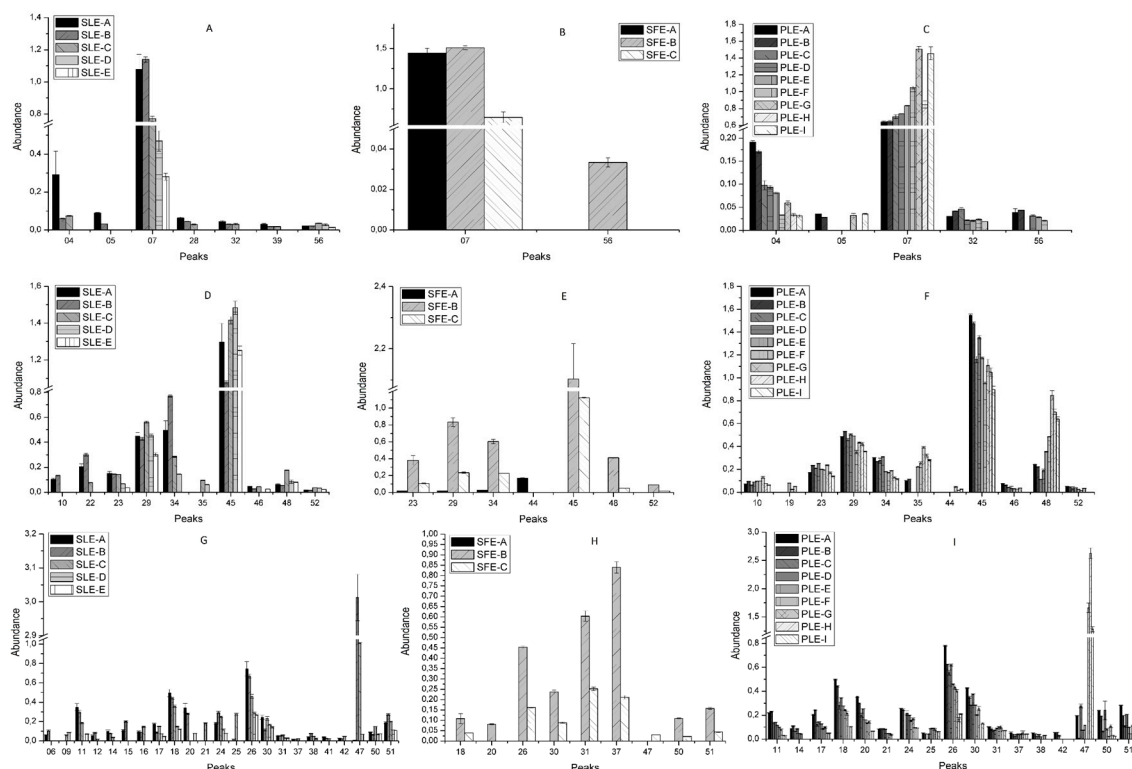 A
SLE-A
SLE-B
SLE-C
SLE-D
SLE-E
Abundance
1,4
1,2
1,0
0,8
0,4
0,2
0,0
04 05 07 28 32 39 56
Peaks
B
SFE-A
SFE-B
SFE-C
Abundance
1,5
1,0
0,04
0,02
0,00
07 56
Peaks
C
PLE-A
PLE-B
PLE-C
PLE-D
PLE-E
PLE-F
PLE-G
PLE-H
PLE-I
Abundance
1,8
1,6
1,4
1,2
1,0
0,8
0,6
0,20
0,15
0,10
0,05
0,00
04 05 07 32 56
Peaks
D
SLE-A
SLE-B
SLE-C
SLE-D
SLE-E
Abundance
1,6
1,4
1,2
1,0
0,8
0,6
0,4
0,2
0,0
10 22 23 29 34 35 45 46 48 52
Peaks
E
SFE-A
SFE-B
SFE-C
Abundance
2,4
2,2
1,0
0,8
0,6
0,4
0,2
0,0
23 29 34 44 45 48 52
Peaks
F
PLE-A
PLE-B
PLE-C
PLE-D
PLE-E
PLE-F
PLE-G
PLE-H
PLE-I
Abundance
1,8
1,6
1,4
1,2
1,0
0,8
0,6
0,4
0,2
0,0
10 19 23 29 34 35 44 45 46 48 52
Peaks
G
SLE-A
SLE-B
SLE-C
SLE-D
SLE-E
Abundance
3,2
3,1
3,0
2,9
1,0
0,8
0,6
0,4
0,2
0,0
06 09 11 12 14 15 16 17 18 20 21 24 25 26 30 31 37 38 41 42 47 50 51
Peaks
H
SFE-A
SFE-B
SFE-C
Abundance
1,00
0,95
0,90
0,85
0,80
0,75
0,70
0,65
0,60
0,55
0,50
0,45
0,40
0,35
0,30
0,25
0,20
0,15
0,10
0,05
0,00
18 20 26 30 31 37 47 50 51
Peaks
I
PLE-A
PLE-B
PLE-C
PLE-D
PLE-E
PLE-F
PLE-G
PLE-H
PLE-I
Abundance
3,0
2,5
2,0
1,5
0,8
0,6
0,4
0,2
0,0
11 14 17 18 20 21 24 25 26 30 31 37 38 42 47 50 51
Peaks